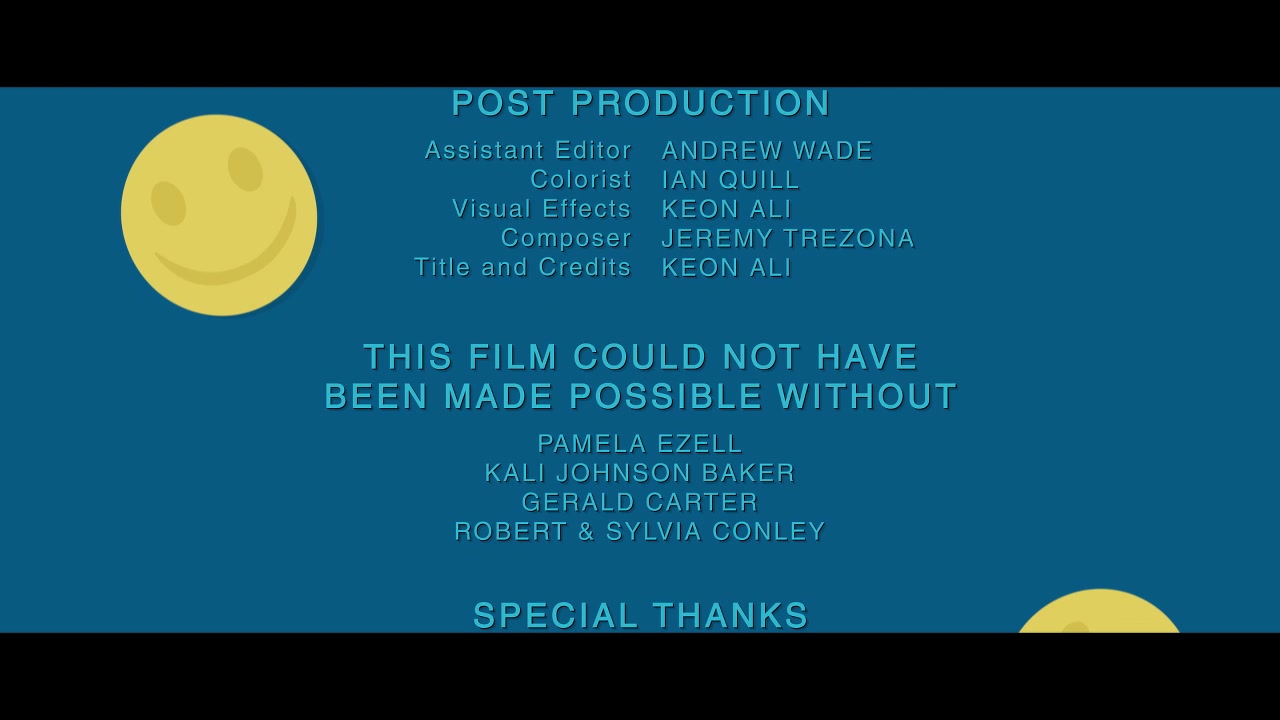 POST PRODUCTION
Assistant Editor ANDREW WADE
Colorist IAN QUILL
Visual Effects KEON ALI
Composer JEREMY TREZONA
Title and Credits KEON ALI
THIS FILM COULD NOT HAVE
BEEN MADE POSSIBLE WITHOUT
PAMELA EZELL
KALI JOHNSON BAKER
GERALD CARTER
ROBERT & SYLVIA CONLEY
SPECIAL THANKS